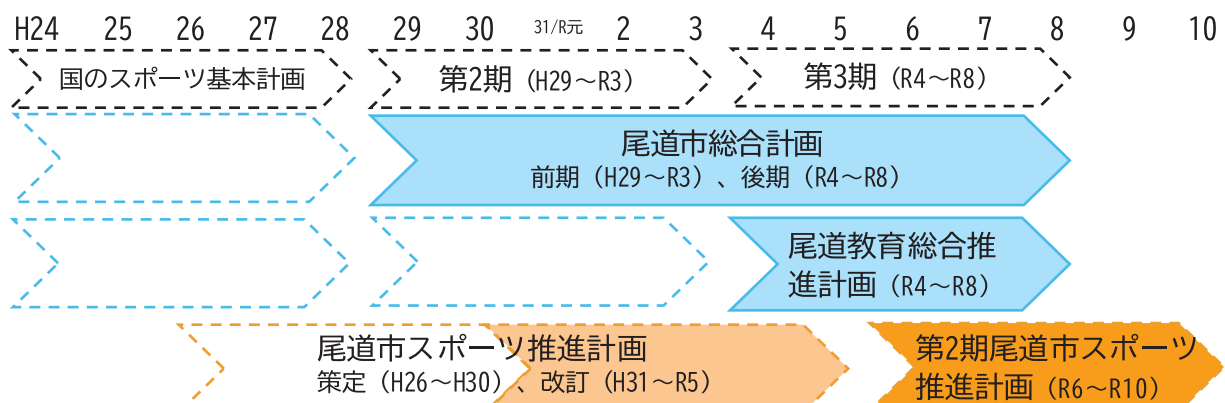 H24 25 26 27 28 29 30 31/R元 2 3 4 5 6 7 8 9 10
国のスポーツ基本計画 第2期（H29～R3） 第3期（R4～R8）
尾道市総合計画
前期（H29～R3）、後期（R4～R8）
尾道教育総合推
進計画（R4～R8）
尾道市スポーツ推進計画
策定（H26～H30）、改訂（H31～R5）
第2期尾道市スポーツ
推進計画（R6～R10）